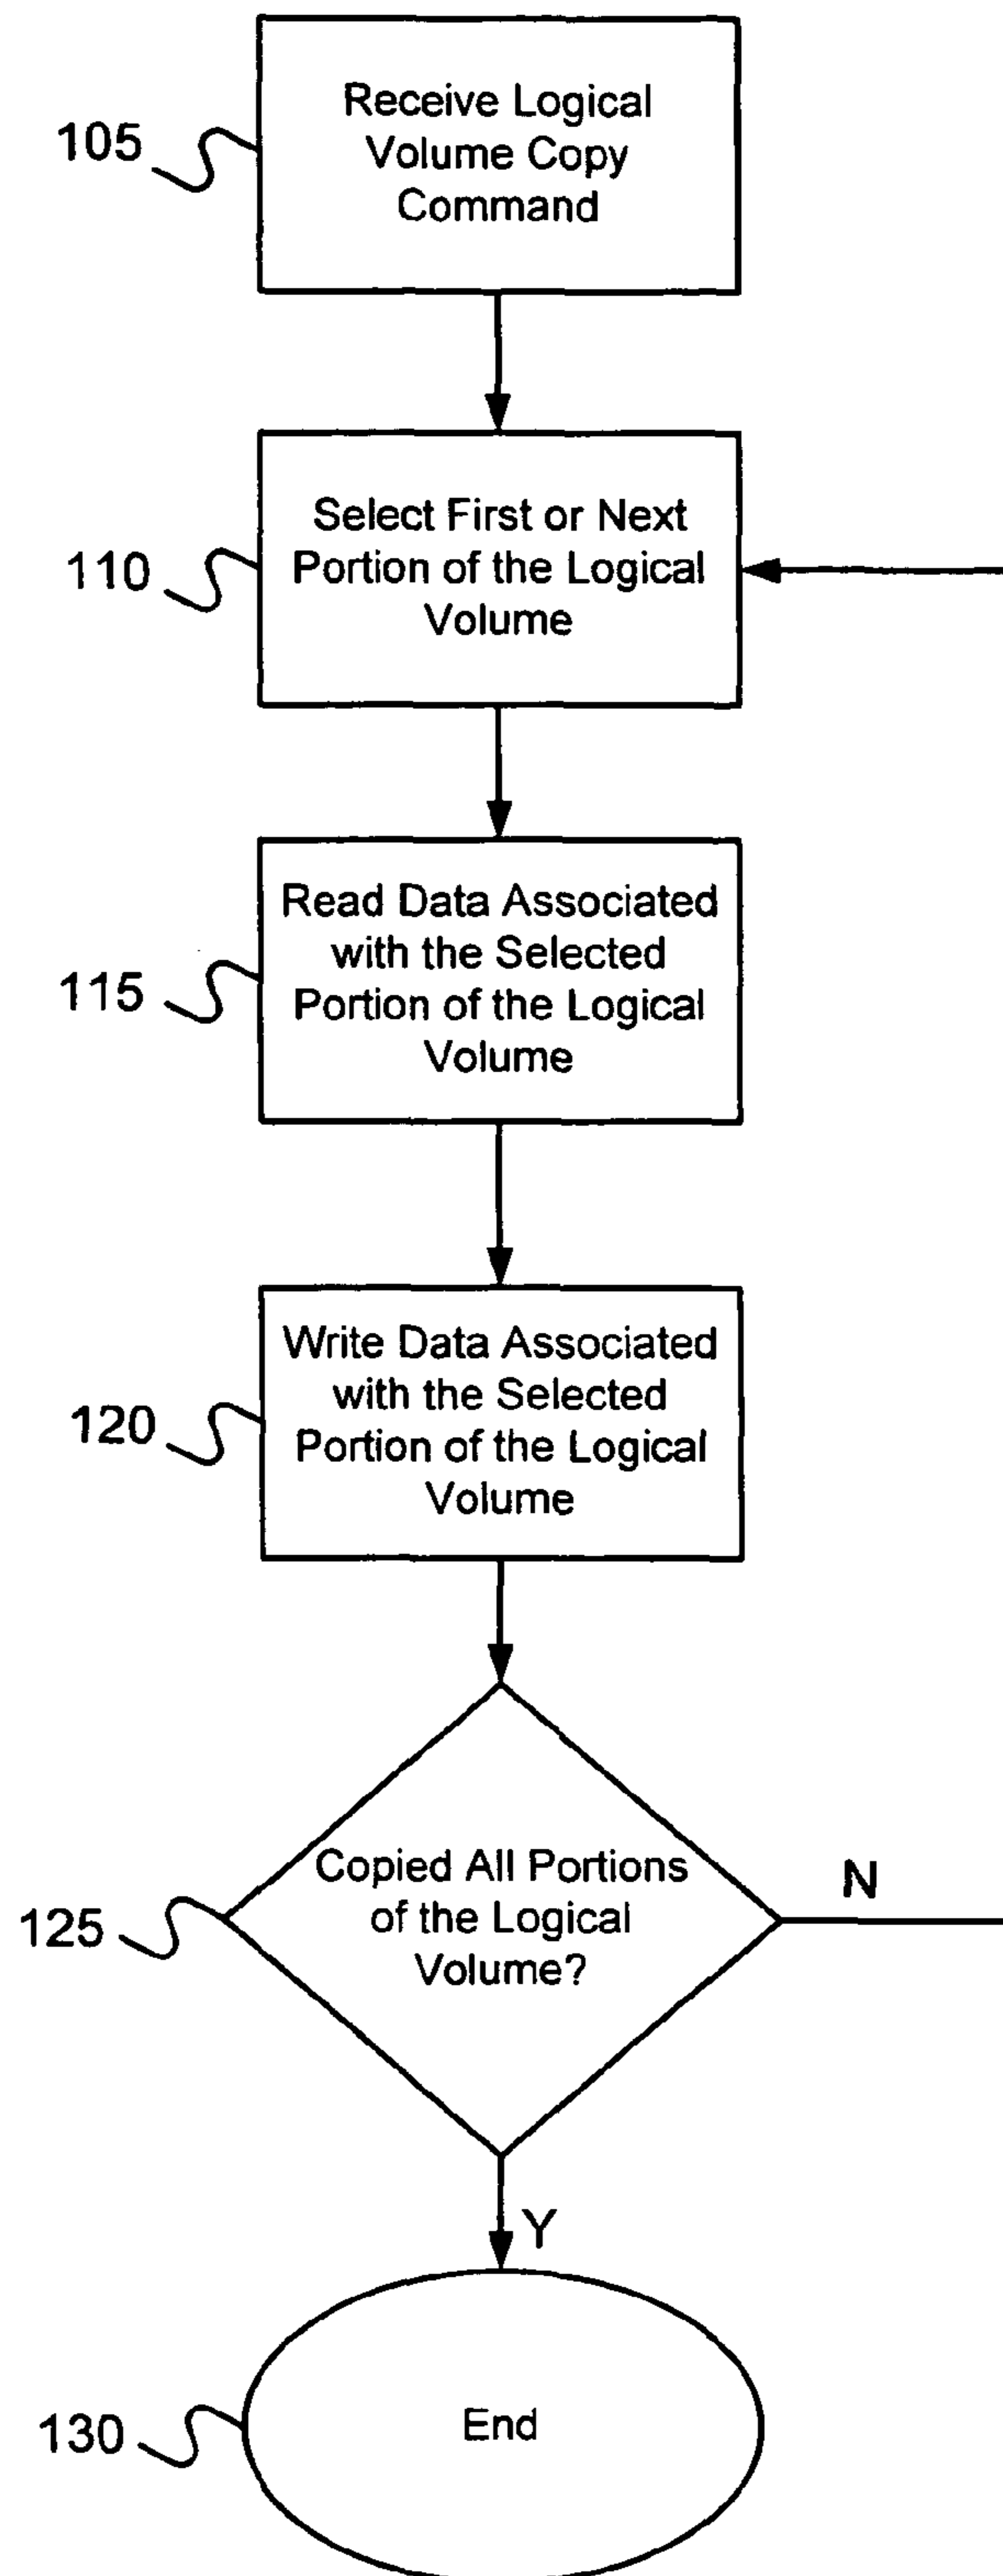 Receive Logical
Volume Copy
Command
105
Select First or Next
Portion of the Logical
Volume
110
Read Data Associated
with the Selected
Portion of the Logical
Volume
115
Write Data Associated
with the Selected
Portion of the Logical
Volume
120
Copied All Portions
of the Logical
Volume?
N
125
Y
End
130